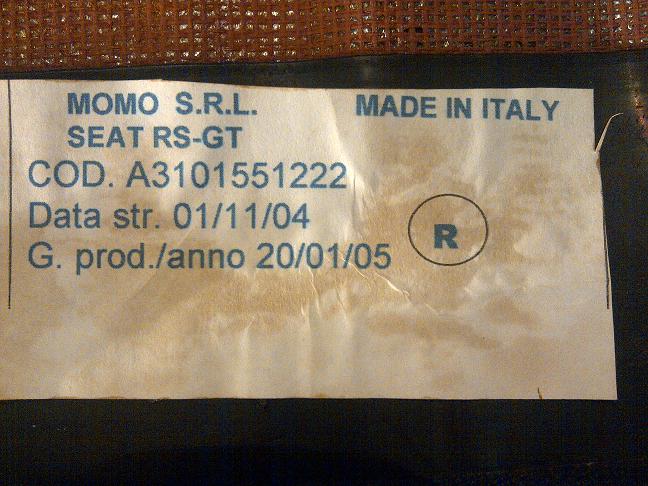 MOMO S.R.L. MADE IN ITALY
SEAT RS-GT
COD. A3101551222
Data str. 01/11/04
G. prod./anno 20/01/05
R